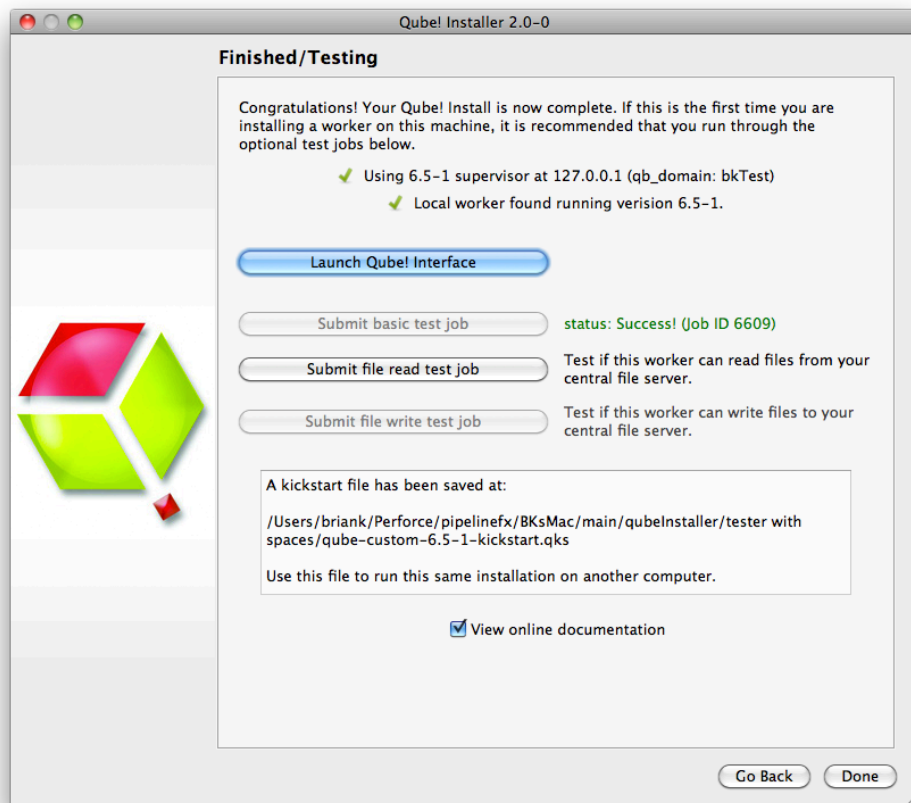 Qube! Installer 2.0-0
Finished/Testing
Congratulations! Your Qube! Install is now complete. If this is the first time you are
installing a worker on this machine, it is recommended that you run through the
optional test jobs below.
Using 6.5-1 supervisor at 127.0.0.1 (qb_domain: bkTest)
Local worker found running verision 6.5-1.
Launch Qube! Interface
Submit basic test job
status: Success! (Job ID 6609)
Submit file read test job
Test if this worker can read files from your
central file server.
Submit file write test job
Test if this worker can write files to your
central file server.
A kickstart file has been saved at:
/Users/briank/Perforce/pipelinefx/BKsMac/main/qubeInstaller/tester with
spaces/qube-custom-6.5-1-kickstart.qks
Use this file to run this same installation on another computer.
View online documentation
Go Back
Done